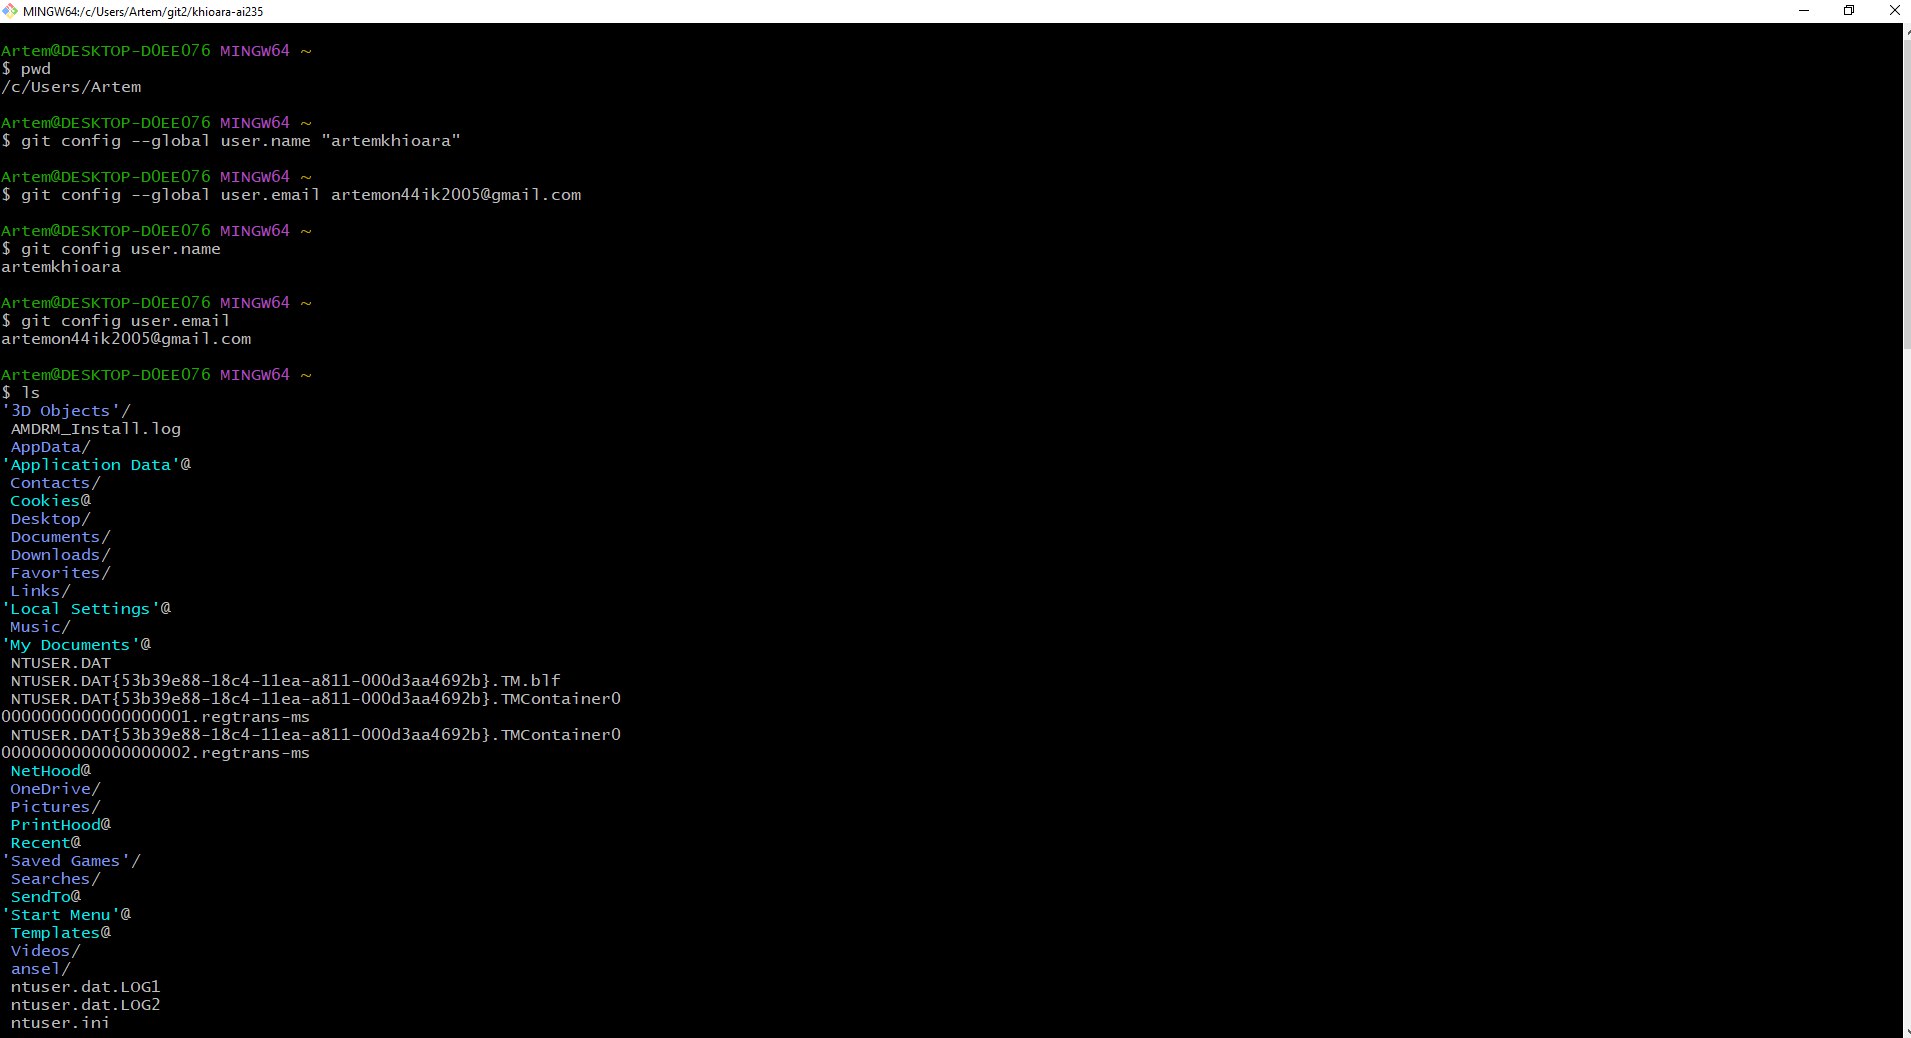 MINGW64:/c/Users/Artem/git2/khioara-ai235
Artem@DESKTOP-D0EE076 MINGW64 ~
$ pwd
/c/Users/Artem
Artem@DESKTOP-D0EE076 MINGW64 ~
$ git config --global user.name "artemkhioara"
Artem@DESKTOP-D0EE076 MINGW64 ~
$ git config --global user.email artemon44ik2005@gmail.com
Artem@DESKTOP-D0EE076 MINGW64 ~
$ git config user.name
artemkhioara
Artem@DESKTOP-D0EE076 MINGW64 ~
$ git config user.email
artemon44ik2005@gmail.com
Artem@DESKTOP-D0EE076 MINGW64 ~
$ ls
'3D Objects'/
AMDRM_Install.log
AppData/
'Application Data'@
Contacts/
Cookies@
Desktop/
Documents/
Downloads/
Favorites/
Links/
'Local Settings'@
Music/
'My Documents'@
NTUSER.DAT
NTUSER.DAT{53b39e88-18c4-11ea-a811-000d3aa4692b}.TM.blf
NTUSER.DAT{53b39e88-18c4-11ea-a811-000d3aa4692b}.TMContainer0
0000000000000000001.regtrans-ms
NTUSER.DAT{53b39e88-18c4-11ea-a811-000d3aa4692b}.TMContainer0
0000000000000000002.regtrans-ms
NetHood@
OneDrive/
Pictures/
PrintHood@
Recent@
'Saved Games'/
Searches/
SendTo@
'Start Menu'@
Templates@
Videos/
ansel/
ntuser.dat.LOG1
ntuser.dat.LOG2
ntuser.ini